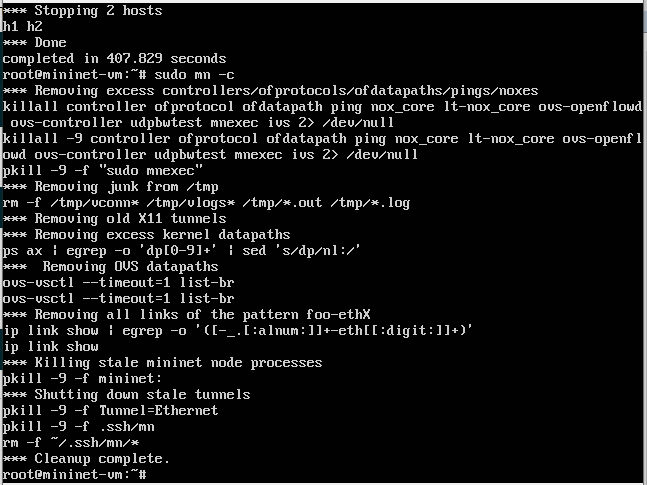 *** Stopping 2 hosts
h1 h2
*** Done
completed in 407.829 seconds
root@mininet-vm:~# sudo mn -c
*** Removing excess controllers/ofprotocols/ofdatapaths/pings/noxes
killall controller ofprotocol ofdatapath ping nox_core lt-nox_core ovs-openflowd
 ovs-controller udpbwtest mnexec ivs 2> /dev/null
killall -9 controller ofprotocol ofdatapath ping nox_core lt-nox_core ovs-openfl
owd ovs-controller udpbwtest mnexec ivs 2> /dev/null
pkill -9 -f "sudo mnexec"
*** Removing junk from /tmp
rm -f /tmp/vconn* /tmp/vlogs* /tmp/*.out /tmp/*.log
*** Removing old X11 tunnels
*** Removing excess kernel datapaths
ps ax | egrep -o 'dp[0-9]+' | sed 's/dp/nl:/'
***  Removing OVS datapaths
ovs-vsctl --timeout=1 list-br
ovs-vsctl --timeout=1 list-br
*** Removing all links of the pattern foo-ethX
ip link show | egrep -o '([-_.[:alnum:]]+-eth[[:digit:]]+)'
ip link show
*** Killing stale mininet node processes
pkill -9 -f mininet:
*** Shutting down stale tunnels
pkill -9 -f Tunnel=Ethernet
pkill -9 -f .ssh/mn
rm -f ~/.ssh/mn/*
*** Cleanup complete.
root@mininet-vm:~#